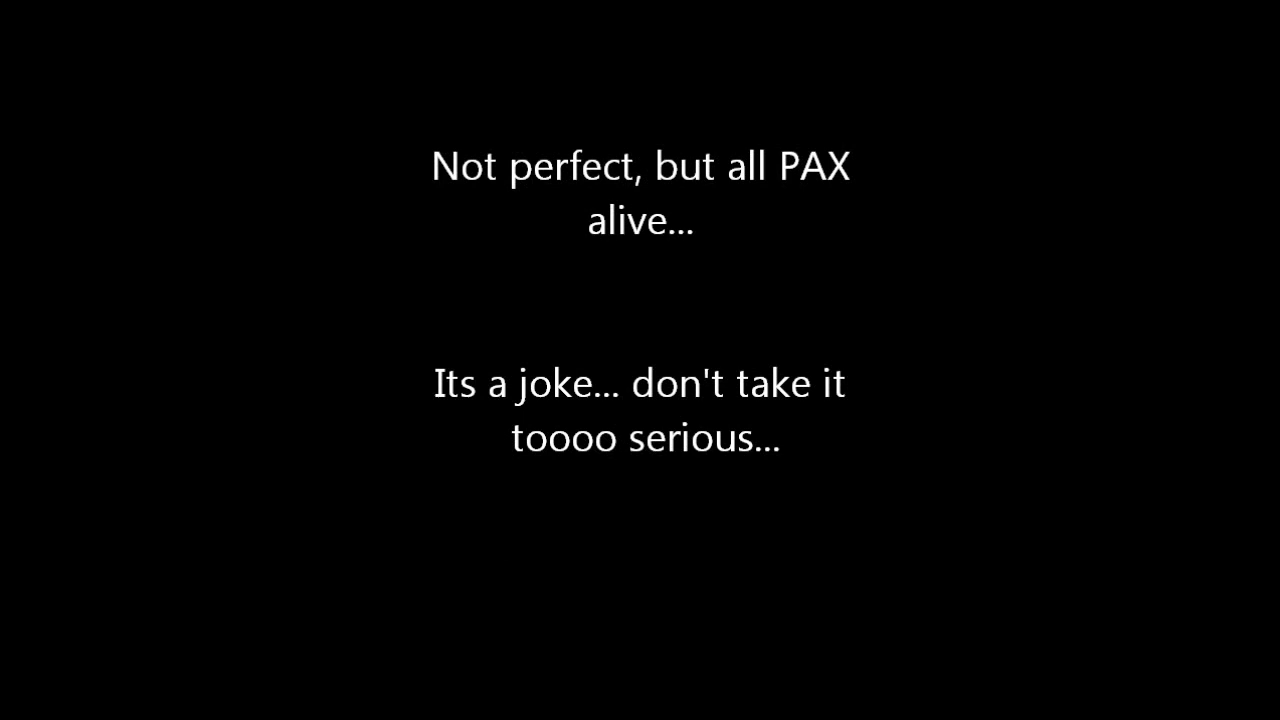 Not perfect, but all PAX
alive...
Its a joke... don't take it
toooo serious...